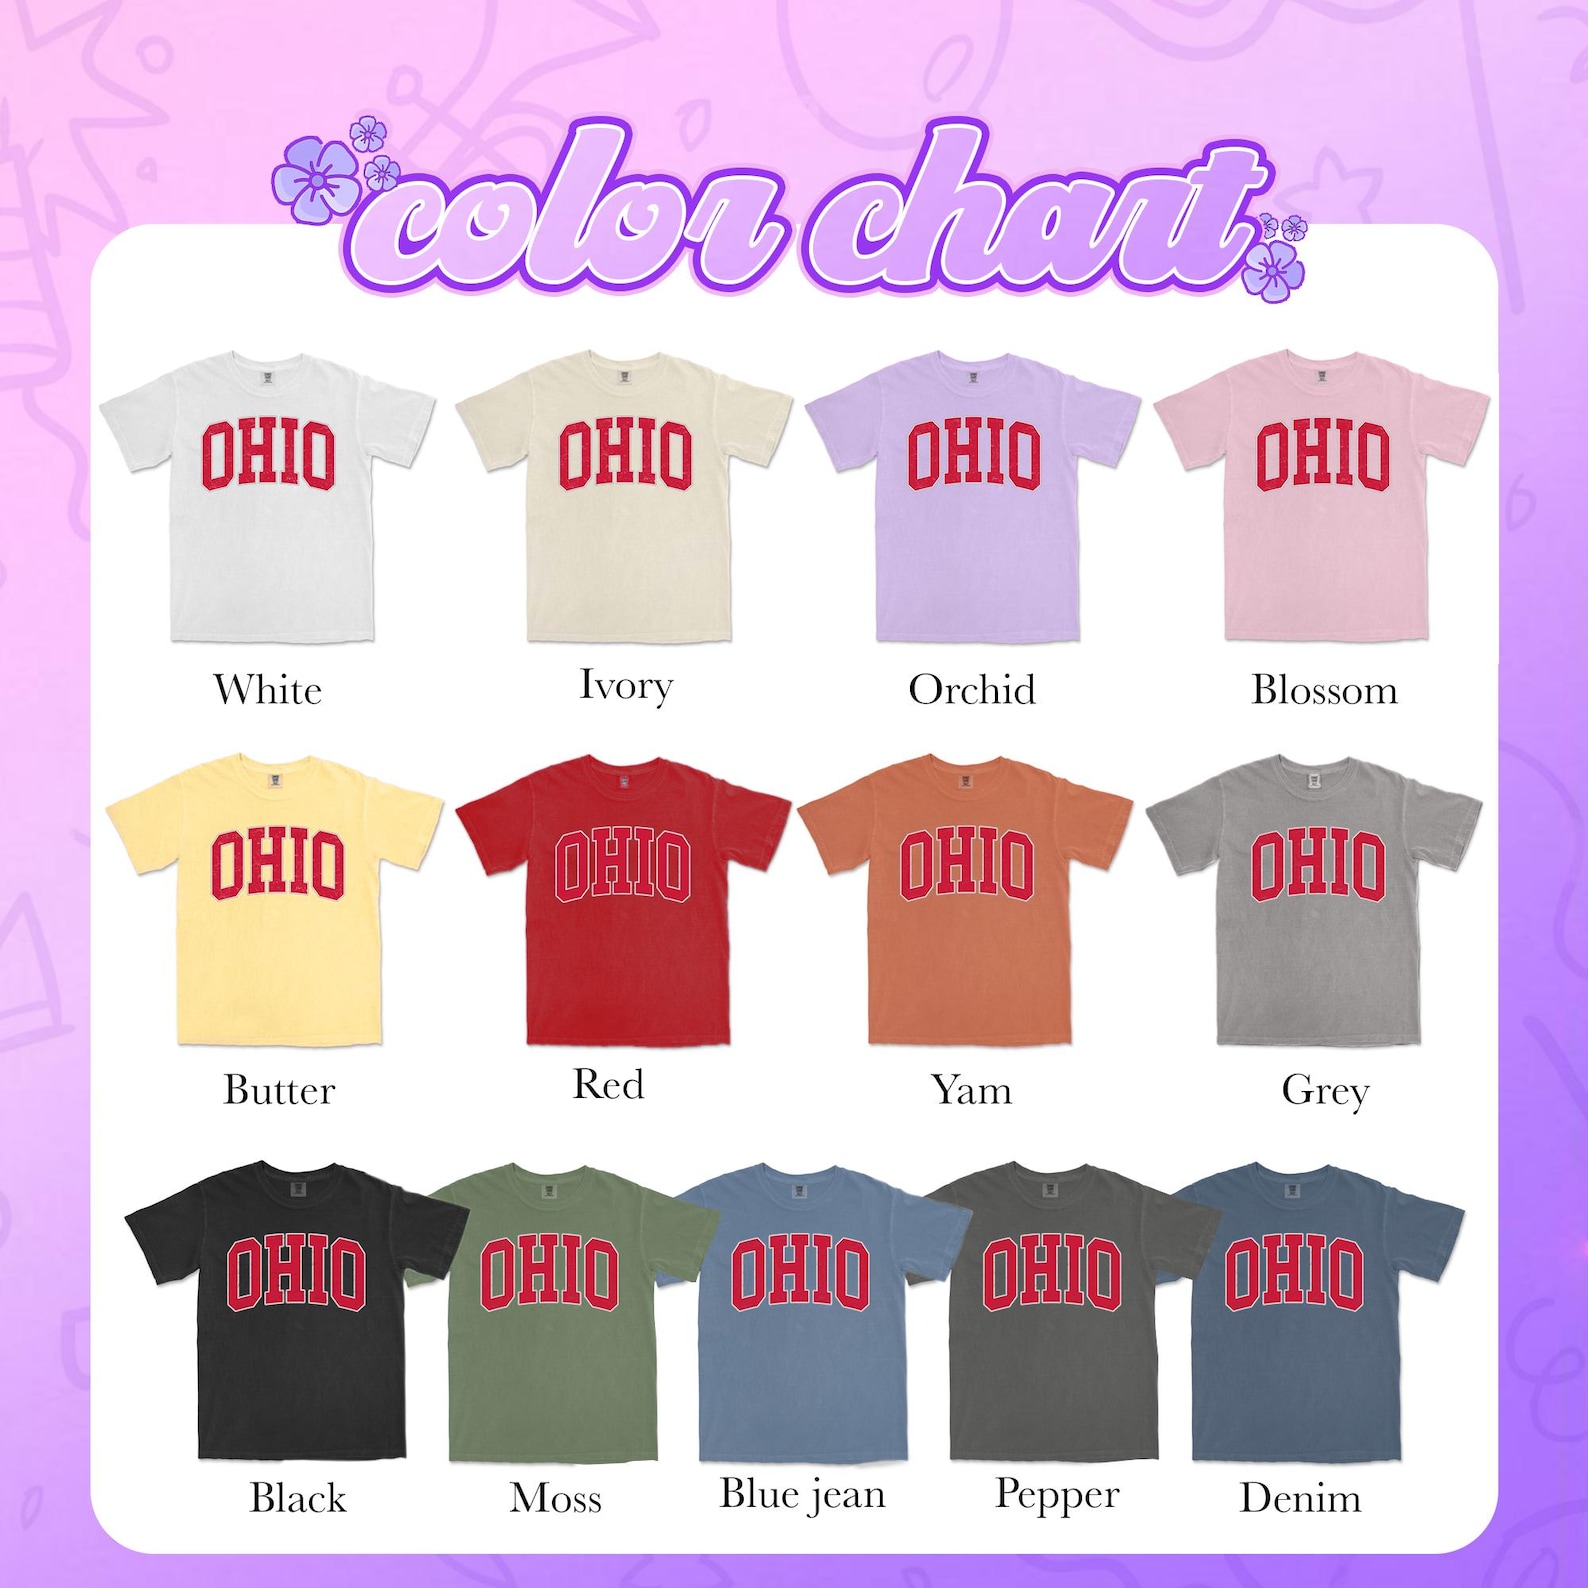 color chart
OHIO OHIO OHIO OHIO
White Ivory Orchid Blossom
OHIO OHIO OHIO OHIO
Butter Red Yam Grey
OHIO OHIO OHIO OHIO OHIO
Black Moss Blue jean Pepper Denim